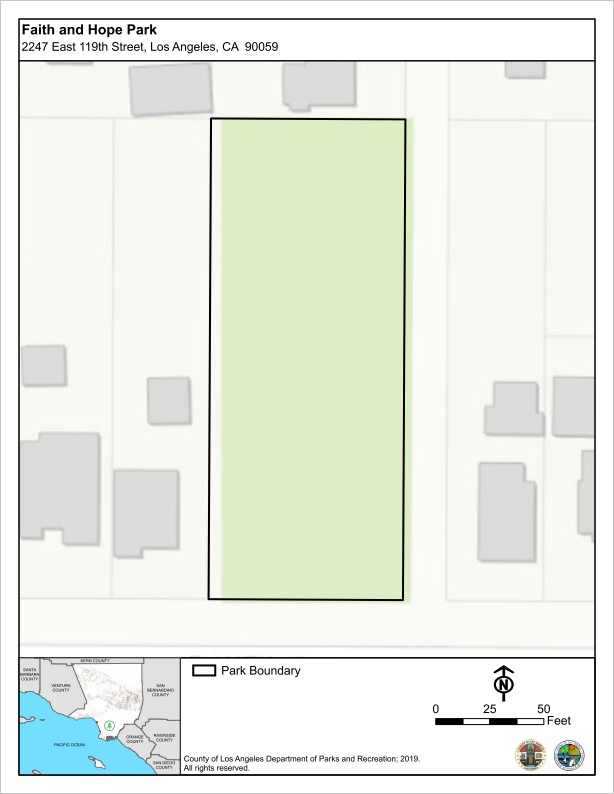 Faith and Hope Park
2247 East 119th Street, Los Angeles, CA  90059
KERN COUNTY
SANTA
BARBARA
COUNTY
VENTURA
COUNTY
SAN
BERNARDINO
COUNTY
ORANGE
COUNTY
RIVERSIDE
COUNTY
PACIFIC OCEAN
SAN DIEGO
COUNTY
Park Boundary
N
0 25 50
Feet
County of Los Angeles Department of Parks and Recreation; 2019.
All rights reserved.